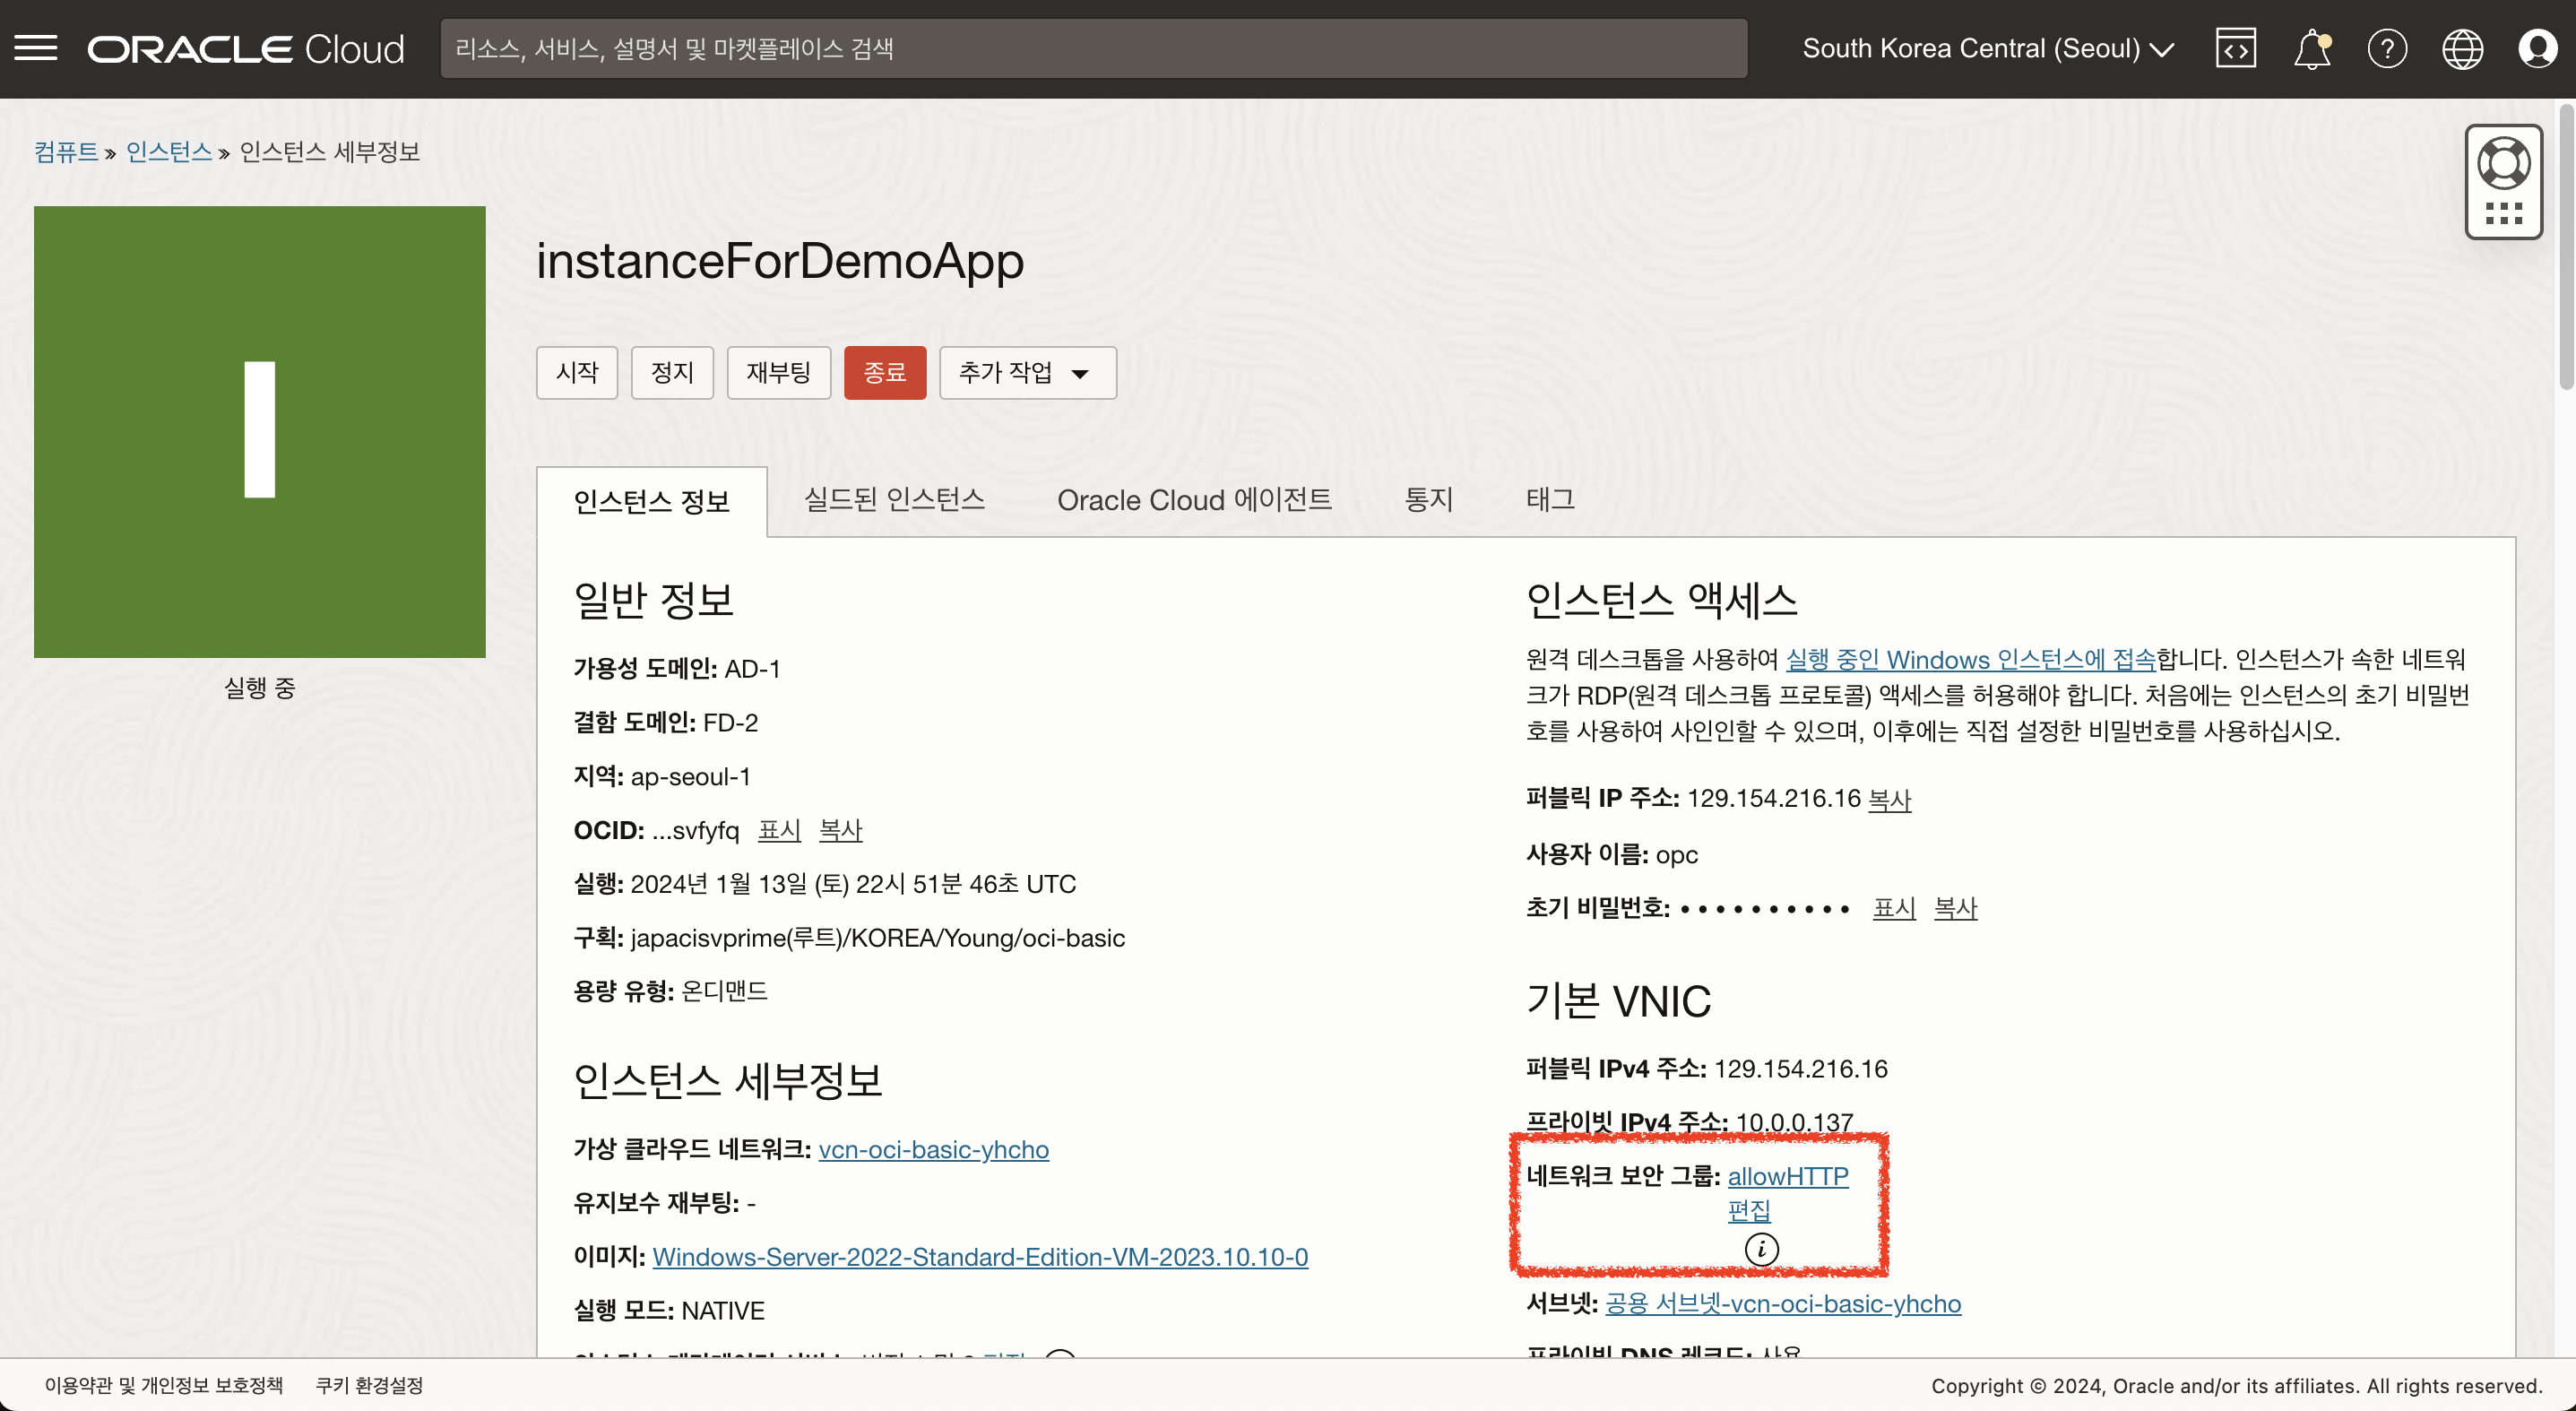 ORACLE Cloud
리소스, 서비스, 설명서 및 마켓플레이스 검색
South Korea Central (Seoul)
컴퓨트 » 인스턴스 » 인스턴스 세부정보
I
실행 중
instanceForDemoApp
시작 정지 재부팅 종료 추가 작업
인스턴스 정보 실드된 인스턴스 Oracle Cloud 에이전트 통지 태그
일반 정보
가용성 도메인: AD-1
결함 도메인: FD-2
지역: ap-seoul-1
OCID: ...svfyfq 표시 복사
실행: 2024년 1월 13일 (토) 22시 51분 46초 UTC
구획: japacisvprime(루트)/KOREA/Young/oci-basic
용량 유형: 온디맨드
인스턴스 세부정보
가상 클라우드 네트워크: vcn-oci-basic-yhcho
유지보수 재부팅: -
이미지: Windows-Server-2022-Standard-Edition-VM-2023.10.10-0
실행 모드: NATIVE
인스턴스 액세스
원격 데스크톱을 사용하여 실행 중인 Windows 인스턴스에 접속합니다. 인스턴스가 속한 네트워
크가 RDP(원격 데스크톱 프로토콜) 액세스를 허용해야 합니다. 처음에는 인스턴스의 초기 비밀번
호를 사용하여 사인인할 수 있으며, 이후에는 직접 설정한 비밀번호를 사용하십시오.
퍼블릭 IP 주소: 129.154.216.16 복사
사용자 이름: opc
초기 비밀번호: •••••••••• 표시 복사
기본 VNIC
퍼블릭 IPv4 주소: 129.154.216.16
프라이빗 IPv4 주소: 10.0.0.137
네트워크 보안 그룹: allowHTTP
편집
서브넷: 공용 서브넷-vcn-oci-basic-yhcho
프라이빗 DNS 레코드: 사용
이용약관 및 개인정보 보호정책 쿠키 환경설정
Copyright © 2024, Oracle and/or its affiliates. All rights reserved.